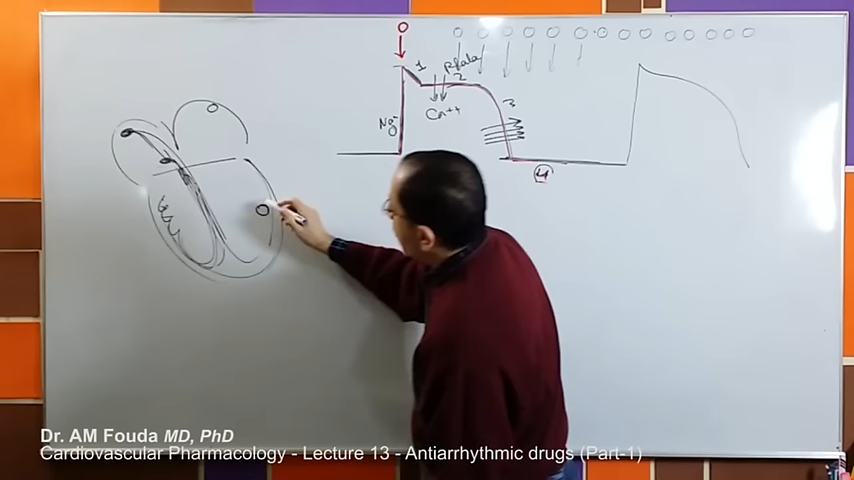 1
plate
2
Ca++
Na
3
4
Dr. AM Fouda MD, PhD
Cardiovascular Pharmacology - Lecture 13 - Antiarrhythmic drugs (Part-1)